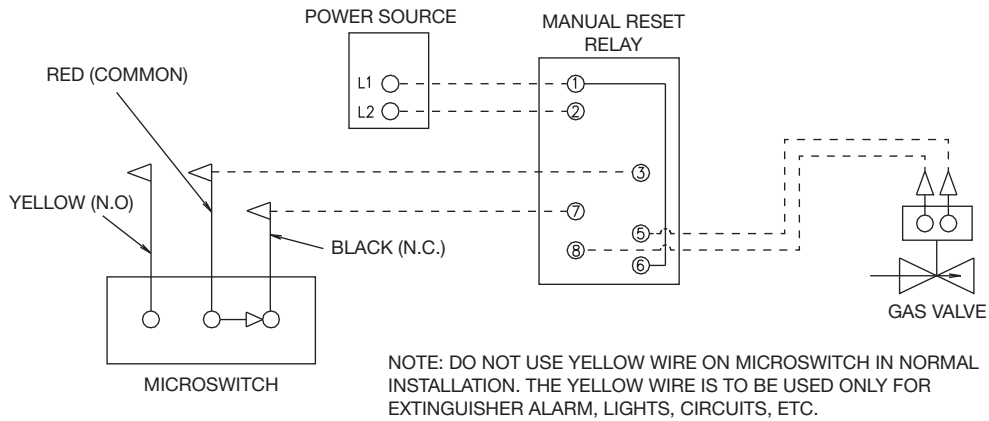 POWER SOURCE
MANUAL RESET
RELAY
RED (COMMON)
L1
L2
1
2
3
7
5
8
6
YELLOW (N.O)
BLACK (N.C.)
GAS VALVE
MICROSWITCH
NOTE: DO NOT USE YELLOW WIRE ON MICROSWITCH IN NORMAL
INSTALLATION. THE YELLOW WIRE IS TO BE USED ONLY FOR
EXTINGUISHER ALARM, LIGHTS, CIRCUITS, ETC.